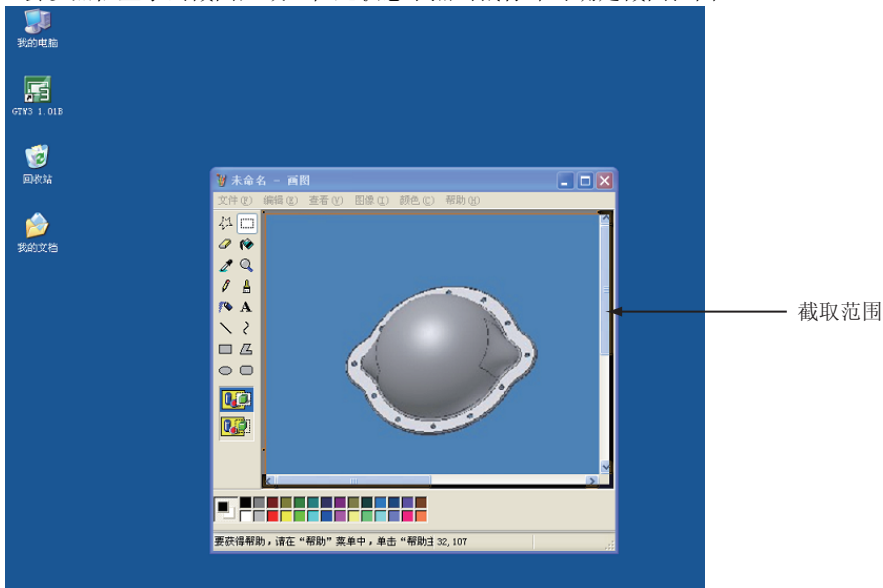 我的电脑
GTW3 1.01B
回收站
我的文档
未命名 - 画图
文件(F) 编辑(E) 查看(V) 图像(I) 颜色(C) 帮助(H)
A
截取范围
要获得帮助，请在“帮助”菜单中，单击“帮助主 32,107